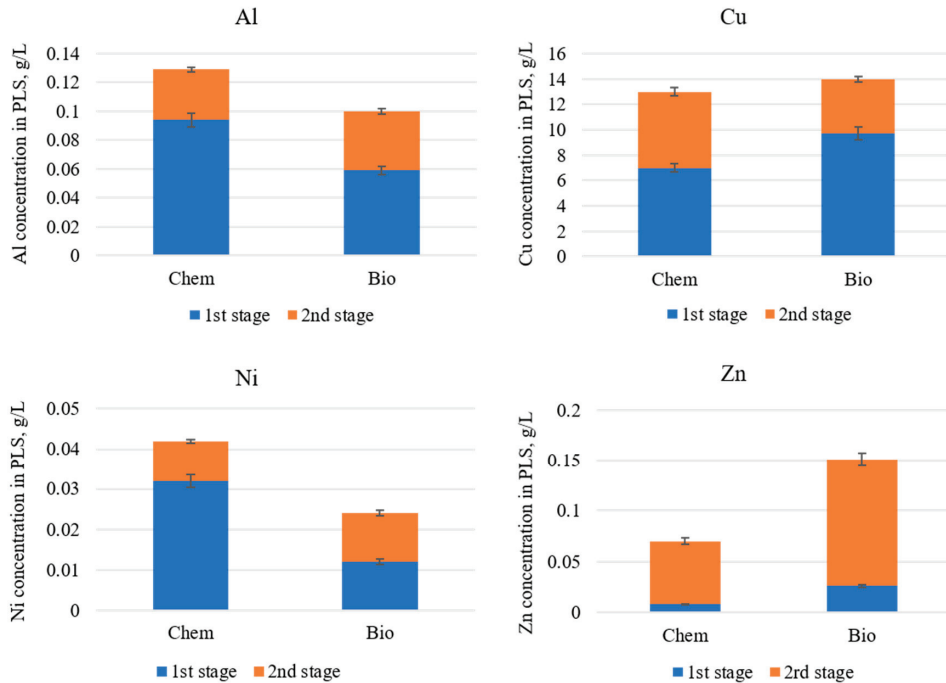 Al
Al concentration in PLS, g/L
0.14
0.12
0.1
0.08
0.06
0.04
0.02
0
Chem Bio
1st stage 2nd stage
Cu
Cu concentration in PLS, g/L
16
14
12
10
8
6
4
2
0
Chem Bio
1st stage 2nd stage
Ni
Ni concentration in PLS, g/L
0.05
0.04
0.03
0.02
0.01
0
Chem Bio
1st stage 2nd stage
Zn
Zn concentration in PLS, g/L
0.2
0.15
0.1
0.05
0
Chem Bio
1st stage 2rd stage